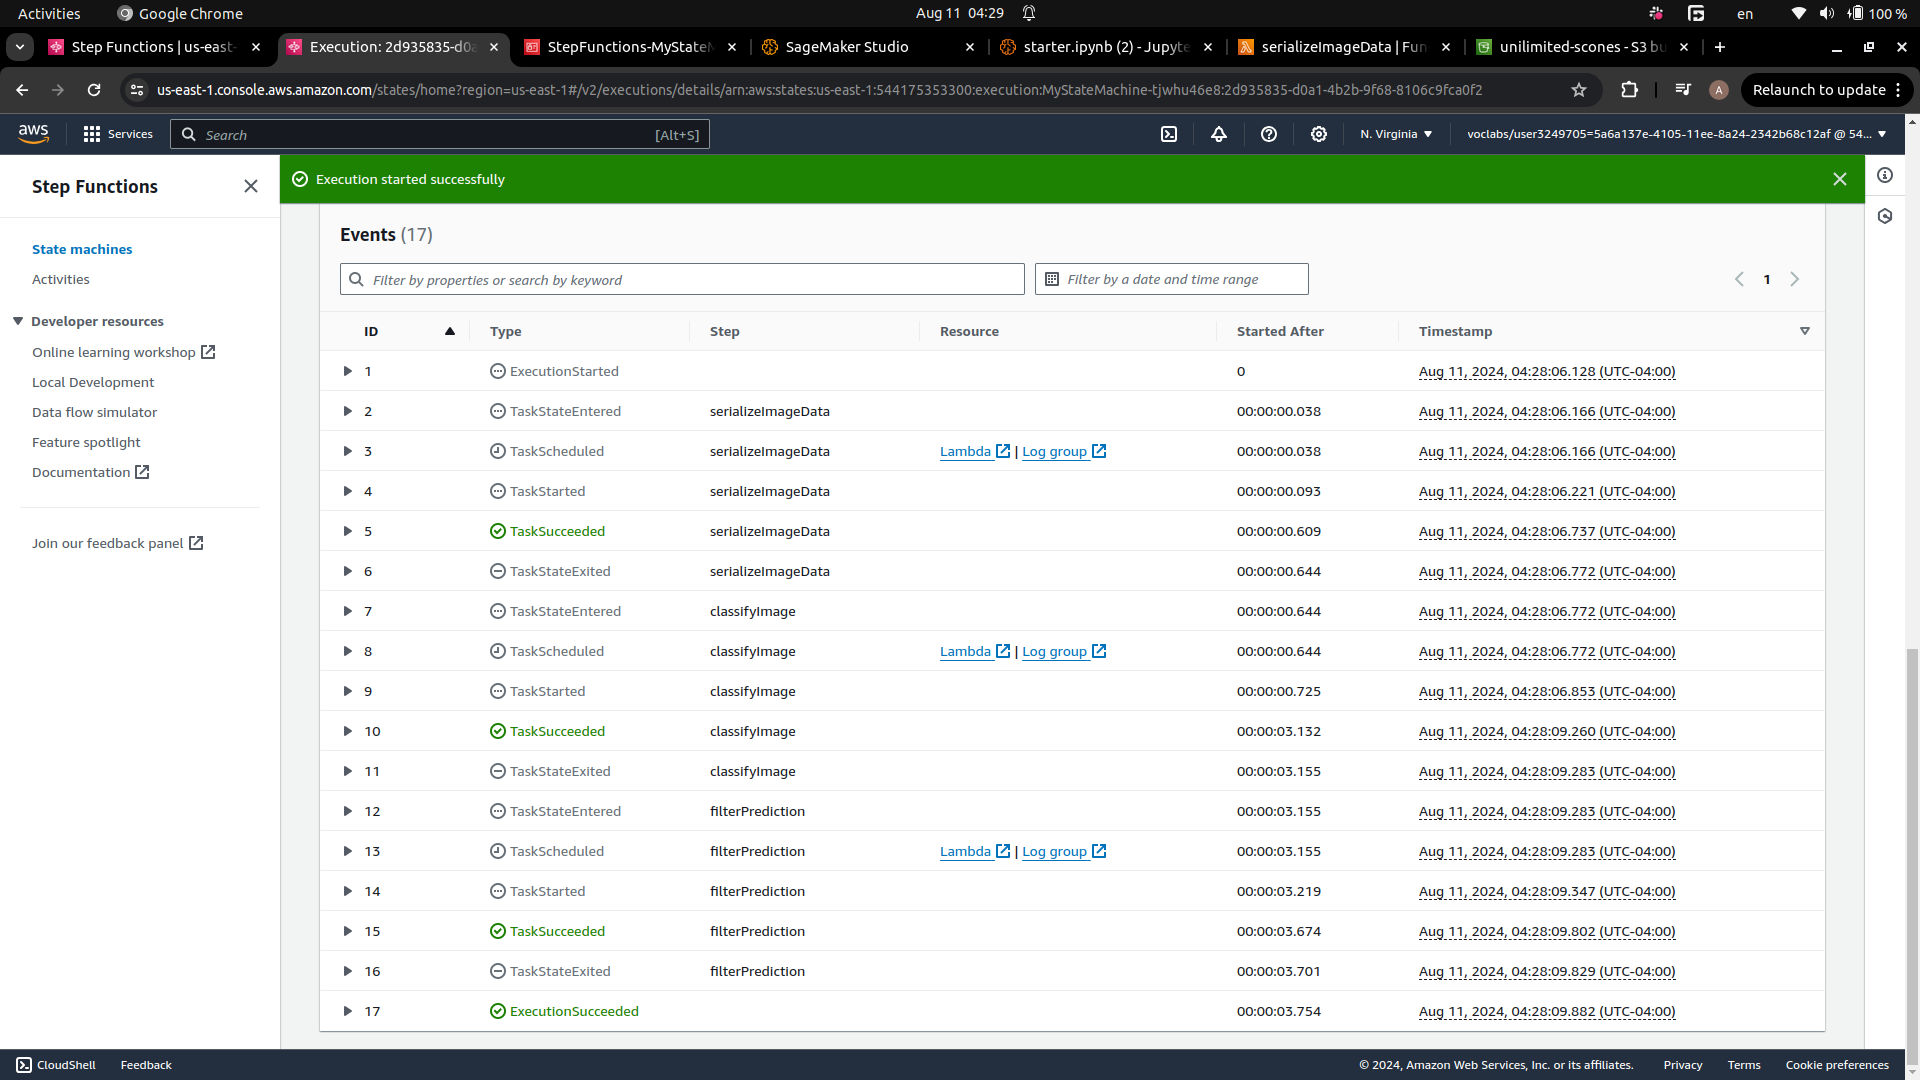 Activities Google Chrome Aug 11 04:29 en 100 %
Step Functions | us-east- Execution: 2d935835-d0a StepFunctions-MyStateM SageMaker Studio starter.ipynb (2) - Jupyte serializeImageData | Fun unilimited-scones - S3 bu
us-east-1.console.aws.amazon.com/states/home?region=us-east-1#/v2/executions/details/arn:aws:states:us-east-1:544175353300:execution:MyStateMachine-tjwhu46e8:2d935835-d0a1-4b2b-9f68-8106c9fca0f2 A Relaunch to update
aws Services Search [Alt+S] N. Virginia voclabs/user3249705=5a6a137e-4105-11ee-8a24-2342b68c12af @ 54...
Step Functions
State machines
Activities
Developer resources
Online learning workshop
Local Development
Data flow simulator
Feature spotlight
Documentation
Join our feedback panel
Execution started successfully
Events (17)
Filter by properties or search by keyword Filter by a date and time range 1
ID Type Step Resource Started After Timestamp
1 ExecutionStarted 0 Aug 11, 2024, 04:28:06.128 (UTC-04:00)
2 TaskStateEntered serializeImageData 00:00:00.038 Aug 11, 2024, 04:28:06.166 (UTC-04:00)
3 TaskScheduled serializeImageData Lambda | Log group 00:00:00.038 Aug 11, 2024, 04:28:06.166 (UTC-04:00)
4 TaskStarted serializeImageData 00:00:00.093 Aug 11, 2024, 04:28:06.221 (UTC-04:00)
5 TaskSucceeded serializeImageData 00:00:00.609 Aug 11, 2024, 04:28:06.737 (UTC-04:00)
6 TaskStateExited serializeImageData 00:00:00.644 Aug 11, 2024, 04:28:06.772 (UTC-04:00)
7 TaskStateEntered classifyImage 00:00:00.644 Aug 11, 2024, 04:28:06.772 (UTC-04:00)
8 TaskScheduled classifyImage Lambda | Log group 00:00:00.644 Aug 11, 2024, 04:28:06.772 (UTC-04:00)
9 TaskStarted classifyImage 00:00:00.725 Aug 11, 2024, 04:28:06.853 (UTC-04:00)
10 TaskSucceeded classifyImage 00:00:03.132 Aug 11, 2024, 04:28:09.260 (UTC-04:00)
11 TaskStateExited classifyImage 00:00:03.155 Aug 11, 2024, 04:28:09.283 (UTC-04:00)
12 TaskStateEntered filterPrediction 00:00:03.155 Aug 11, 2024, 04:28:09.283 (UTC-04:00)
13 TaskScheduled filterPrediction Lambda | Log group 00:00:03.155 Aug 11, 2024, 04:28:09.283 (UTC-04:00)
14 TaskStarted filterPrediction 00:00:03.219 Aug 11, 2024, 04:28:09.347 (UTC-04:00)
15 TaskSucceeded filterPrediction 00:00:03.674 Aug 11, 2024, 04:28:09.802 (UTC-04:00)
16 TaskStateExited filterPrediction 00:00:03.701 Aug 11, 2024, 04:28:09.829 (UTC-04:00)
17 ExecutionSucceeded 00:00:03.754 Aug 11, 2024, 04:28:09.882 (UTC-04:00)
CloudShell Feedback © 2024, Amazon Web Services, Inc. or its affiliates. Privacy Terms Cookie preferences